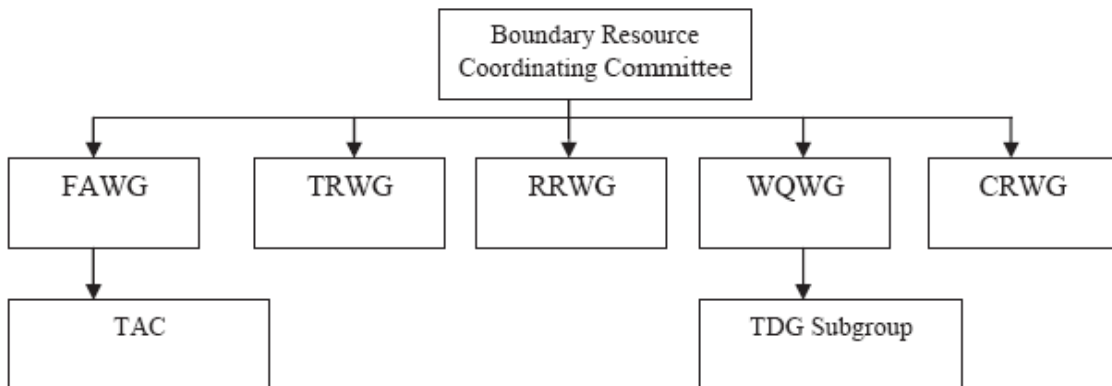 Boundary Resource
Coordinating Committee
FAWG
TRWG
RRWG
WQWG
CRWG
TAC
TDG Subgroup